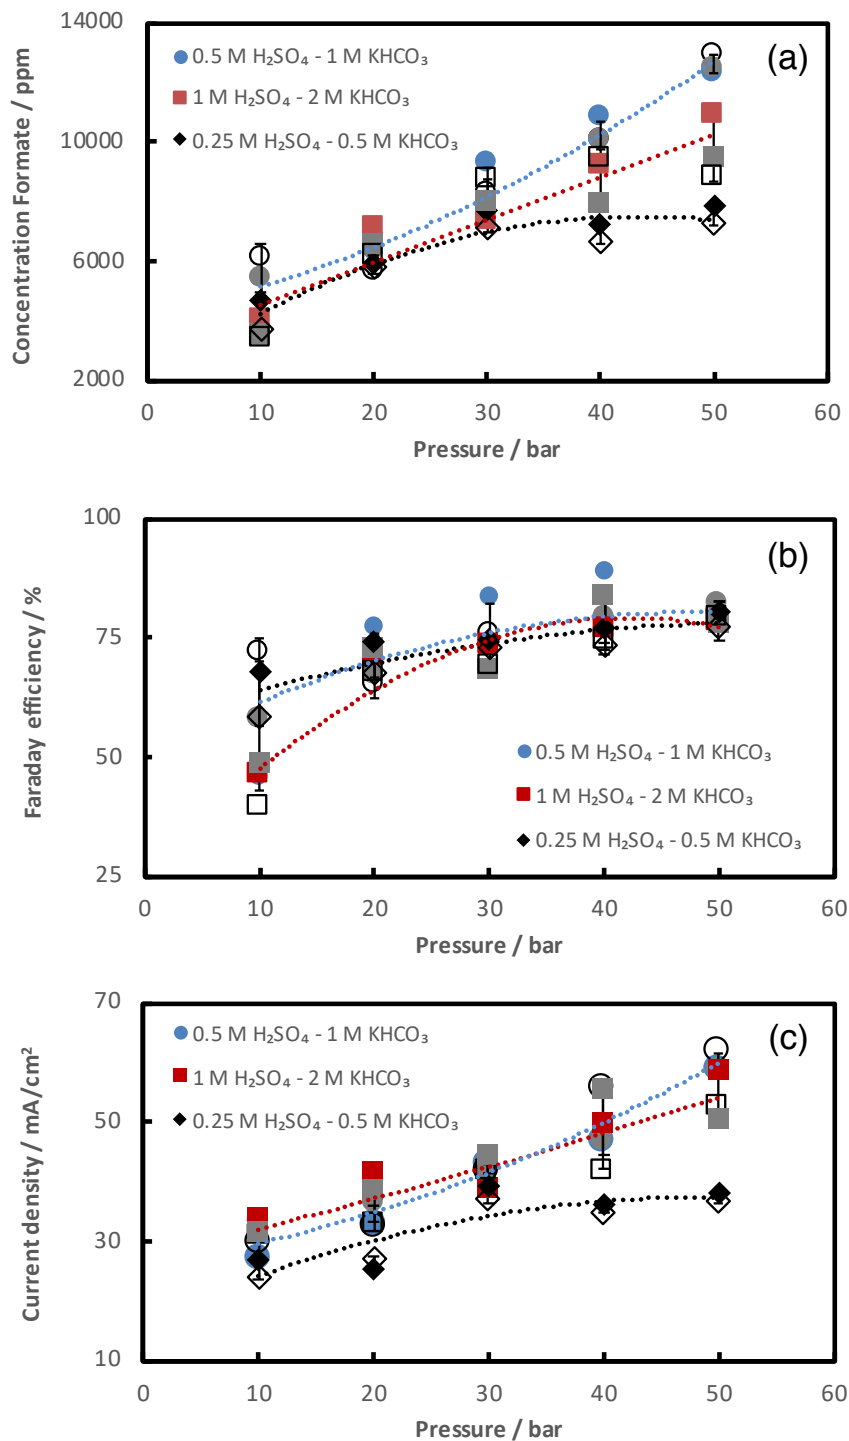 14000
10000
6000
2000
Concentration Formate / ppm
(a)
0.5 M H₂SO₄ - 1 M KHCO₃
1 M H₂SO₄ - 2 M KHCO₃
0.25 M H₂SO₄ - 0.5 M KHCO₃
0 10 20 30 40 50 60
Pressure / bar
100
75
50
25
Faraday efficiency / %
(b)
0.5 M H₂SO₄ - 1 M KHCO₃
1 M H₂SO₄ - 2 M KHCO₃
0.25 M H₂SO₄ - 0.5 M KHCO₃
0 10 20 30 40 50 60
Pressure / bar
70
50
30
10
Current density / mA/cm²
(c)
0.5 M H₂SO₄ - 1 M KHCO₃
1 M H₂SO₄ - 2 M KHCO₃
0.25 M H₂SO₄ - 0.5 M KHCO₃
0 10 20 30 40 50 60
Pressure / bar